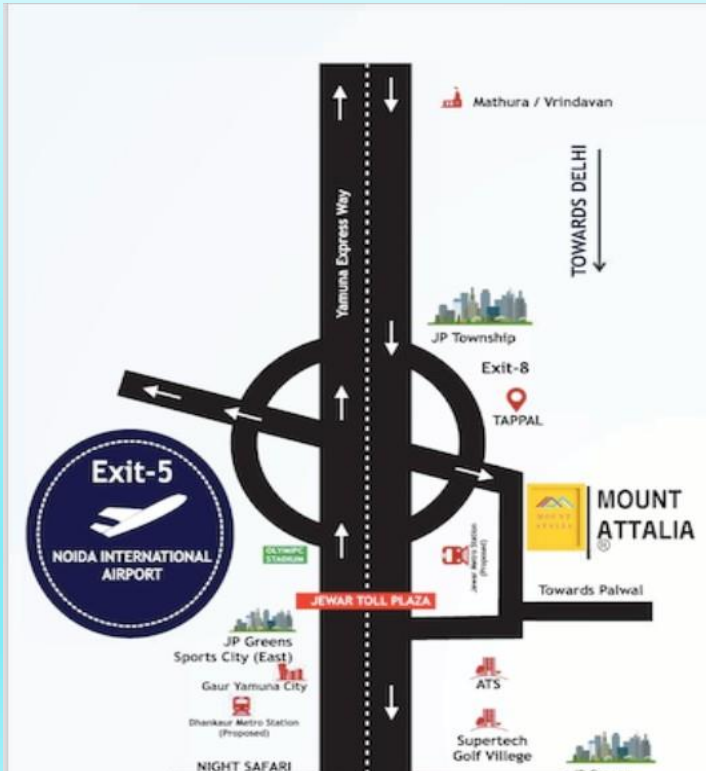 Mathura / Vrindavan
TOWARDS DELHI
Yamuna Express Way
JP Township
Exit-8
TAPPAL
Exit-5
NOIDA INTERNATIONAL
AIRPORT
MOUNT
ATTALIA
®
OLYMPIC
STADIUM
Jewar Metro Station
(Proposed)
Towards Palwal
JEWAR TOLL PLAZA
JP Greens
Sports City (East)
Gaur Yamuna City
Dhankaur Metro Station
(Proposed)
NIGHT SAFARI
ATS
Supertech
Golf Villege